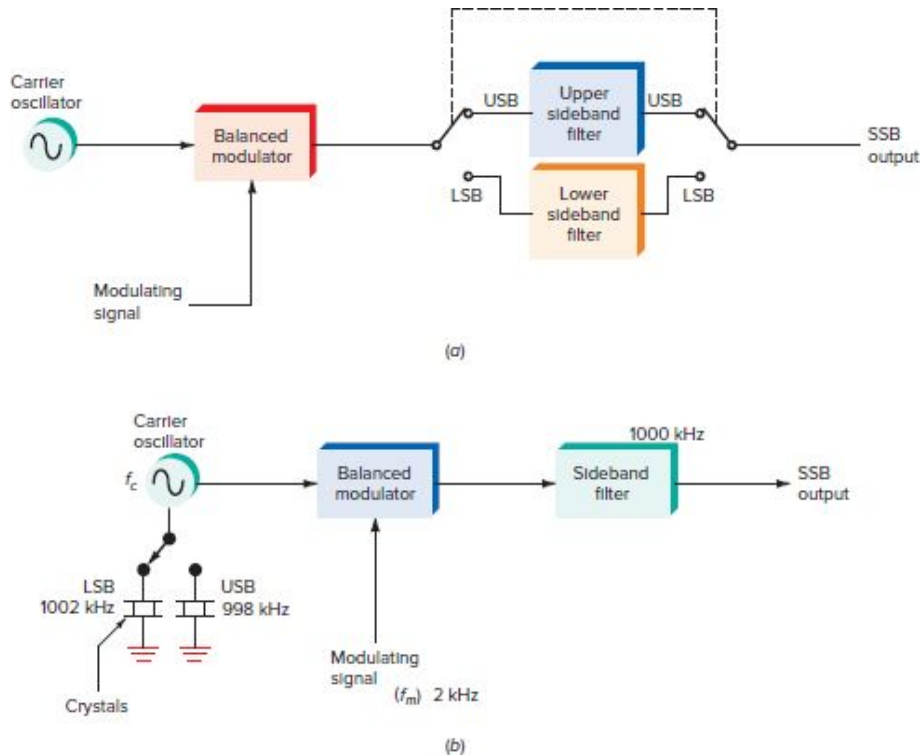 Carrier
oscillator
Balanced
modulator
Modulating
signal
USB
Upper
sideband
filter
USB
LSB
Lower
sideband
filter
LSB
SSB
output
(a)
Carrier
oscillator
fc
LSB
1002 kHz
USB
998 kHz
Crystals
Balanced
modulator
Modulating
signal
(fm) 2 kHz
1000 kHz
Sideband
filter
SSB
output
(b)